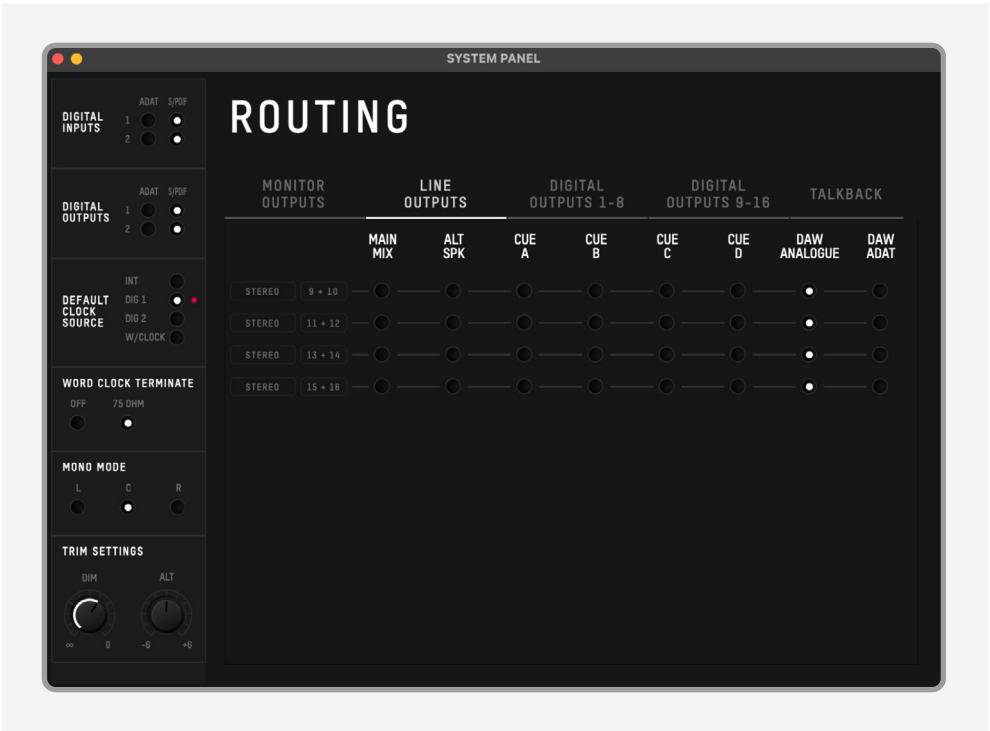 SYSTEM PANEL
ADAT S/PDIF
DIGITAL
INPUTS
1
2
ADAT S/PDIF
DIGITAL
OUTPUTS
1
2
DEFAULT
CLOCK
SOURCE
INT
DIG 1
DIG 2
W/CLOCK
WORD CLOCK TERMINATE
OFF 75 OHM
MONO MODE
L C R
TRIM SETTINGS
DIM ALT
∞ 0 -6 +6
ROUTING
MONITOR
OUTPUTS
LINE
OUTPUTS
DIGITAL
OUTPUTS 1-8
DIGITAL
OUTPUTS 9-16
TALKBACK
MAIN
MIX
ALT
SPK
CUE
A
CUE
B
CUE
C
CUE
D
DAW
ANALOGUE
DAW
ADAT
STEREO 9 + 10
STEREO 11 + 12
STEREO 13 + 14
STEREO 15 + 16